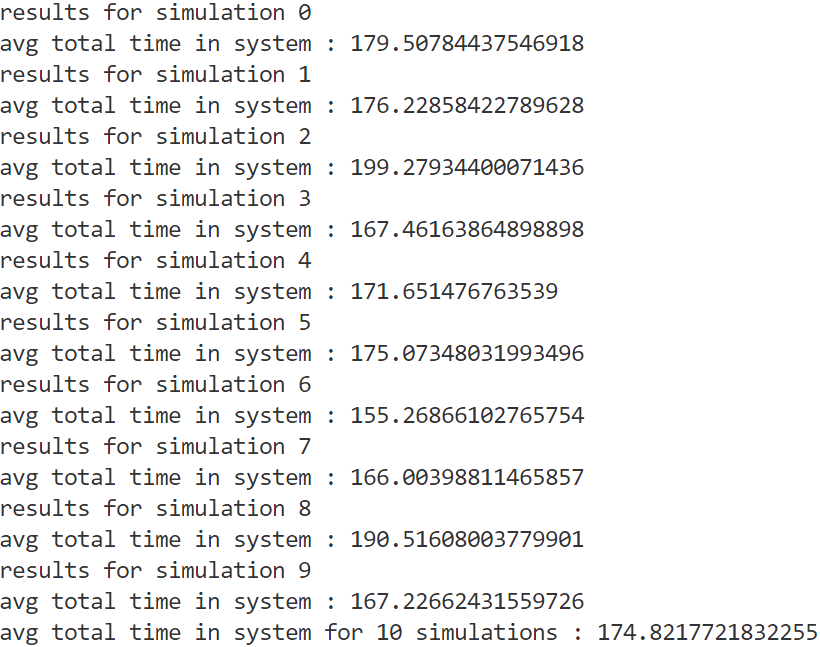 results for simulation 0
avg total time in system : 179.50784437546918
results for simulation 1
avg total time in system : 176.22858422789628
results for simulation 2
avg total time in system : 199.27934400071436
results for simulation 3
avg total time in system : 167.46163864898898
results for simulation 4
avg total time in system : 171.651476763539
results for simulation 5
avg total time in system : 175.07348031993496
results for simulation 6
avg total time in system : 155.26866102765754
results for simulation 7
avg total time in system : 166.00398811465857
results for simulation 8
avg total time in system : 190.51608003779901
results for simulation 9
avg total time in system : 167.22662431559726
avg total time in system for 10 simulations : 174.8217721832255